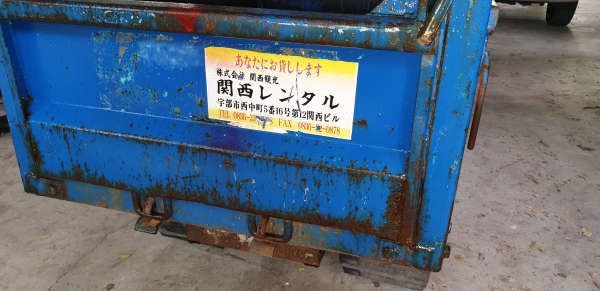 あなたにお貸しします
株式会社 関西観光
関西レンタル
宇部市西中町5番16号第12関西ビル
TEL 0836- FAX 0836- -0878